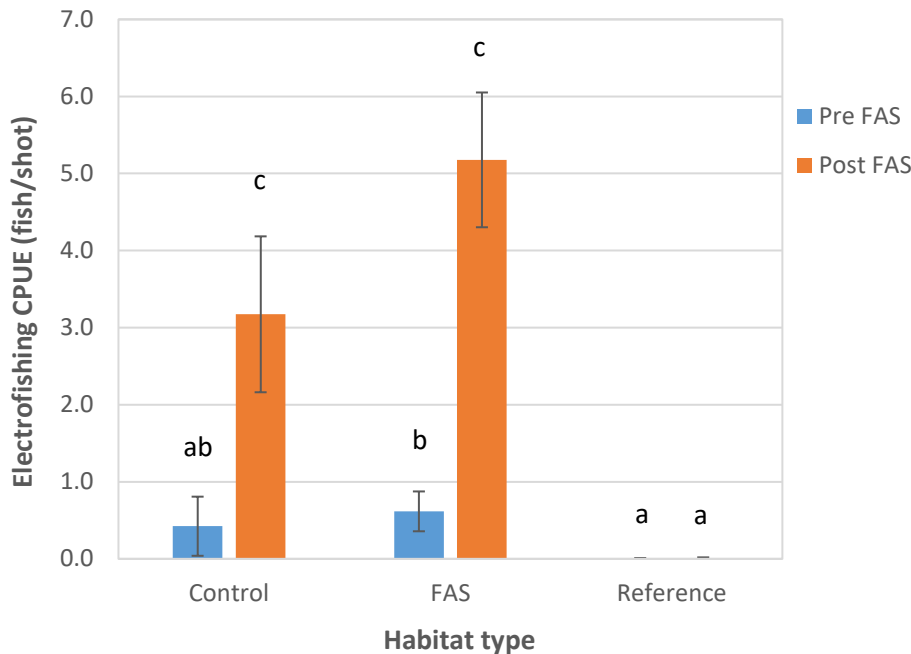 7.0
6.0
5.0
4.0
3.0
2.0
1.0
0.0
Electrofishing CPUE (fish/shot)
ab
c
b
c
a
a
Control
FAS
Reference
Habitat type
Pre FAS
Post FAS